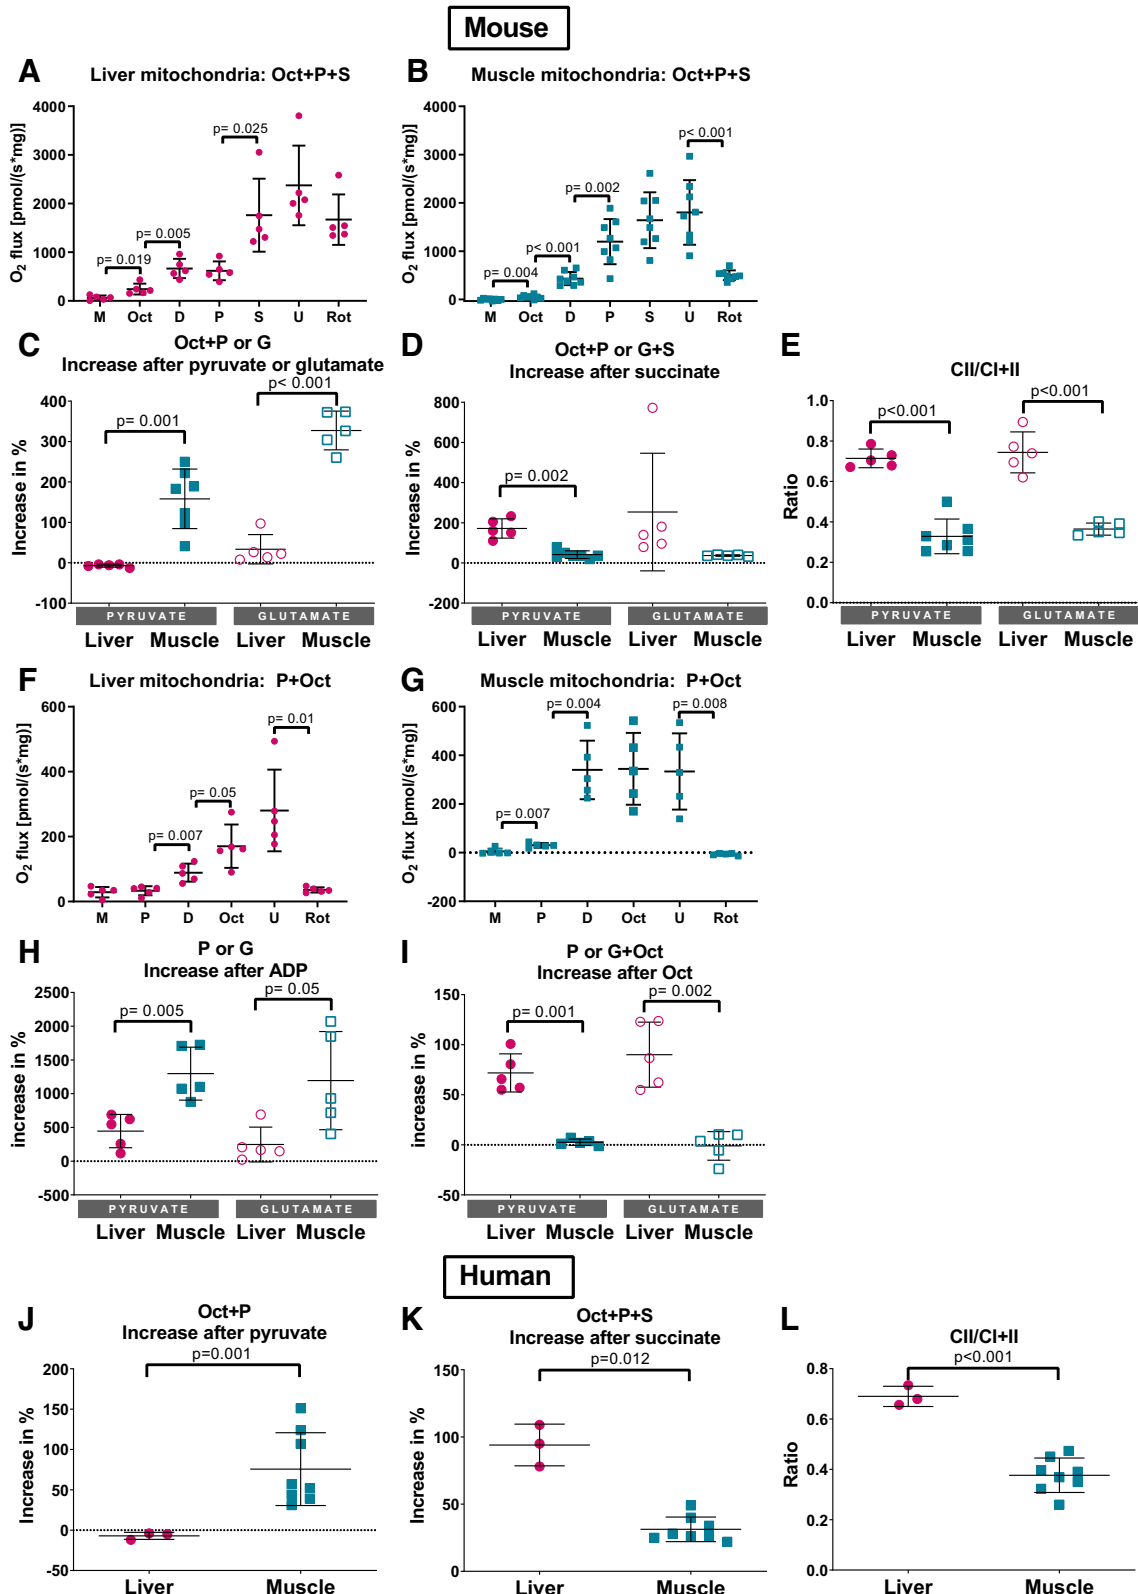 Mouse
A Liver mitochondria: Oct+P+S
O2 flux [pmol/(s*mg)]
4000
3000
2000
1000
0
p= 0.019
p= 0.005
p= 0.025
M Oct D P S U Rot
B Muscle mitochondria: Oct+P+S
O2 flux [pmol/(s*mg)]
4000
3000
2000
1000
0
p= 0.004
p< 0.001
p= 0.002
p< 0.001
M Oct D P S U Rot
C Oct+P or G
Increase after pyruvate or glutamate
Increase in %
400
300
200
100
0
-100
p= 0.001
p< 0.001
PYRUVATE GLUTAMATE
Liver Muscle Liver Muscle
D Oct+P or G+S
Increase after succinate
Increase in %
800
600
400
200
0
-200
p= 0.002
PYRUVATE GLUTAMATE
Liver Muscle Liver Muscle
E CII/CI+II
Ratio
1.0
0.8
0.6
0.4
0.2
0.0
p<0.001
p<0.001
PYRUVATE GLUTAMATE
Liver Muscle Liver Muscle
F Liver mitochondria: P+Oct
O2 flux [pmol/(s*mg)]
600
400
200
0
p= 0.007
p= 0.05
p= 0.01
M P D Oct U Rot
G Muscle mitochondria: P+Oct
O2 flux [pmol/(s*mg)]
600
400
200
0
-200
p= 0.007
p= 0.004
p= 0.008
M P D Oct U Rot
H P or G
Increase after ADP
increase in %
2500
2000
1500
1000
500
0
-500
p= 0.005
p= 0.05
PYRUVATE GLUTAMATE
Liver Muscle Liver Muscle
I P or G+Oct
Increase after Oct
increase in %
150
100
50
0
-50
p= 0.001
p= 0.002
PYRUVATE GLUTAMATE
Liver Muscle Liver Muscle
Human
J Oct+P
Increase after pyruvate
Increase in %
200
150
100
50
0
-50
p=0.001
Liver Muscle
K Oct+P+S
Increase after succinate
Increase in %
150
100
50
0
p=0.012
Liver Muscle
L CII/CI+II
Ratio
0.8
0.6
0.4
0.2
0.0
p<0.001
Liver Muscle